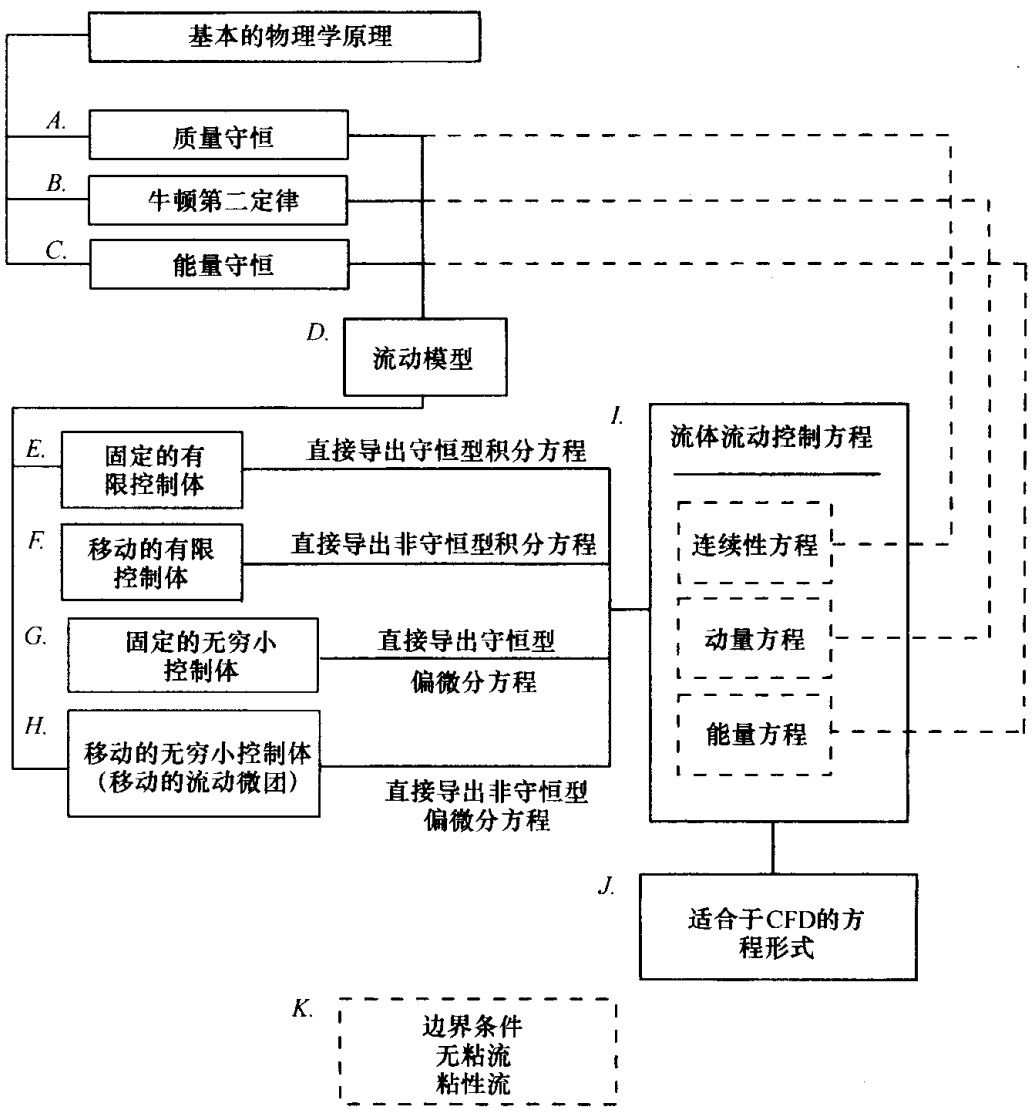 基本的物理学原理
A.
质量守恒
B.
牛顿第二定律
C.
能量守恒
D.
流动模型
E.
固定的有
限控制体
直接导出守恒型积分方程
F.
移动的有限
控制体
直接导出非守恒型积分方程
G.
固定的无穷小
控制体
直接导出守恒型
偏微分方程
H.
移动的无穷小控制体
(移动的流动微团)
直接导出非守恒型
偏微分方程
I.
流体流动控制方程
连续性方程
动量方程
能量方程
J.
适合于CFD的方
程形式
K.
边界条件
无粘流
粘性流